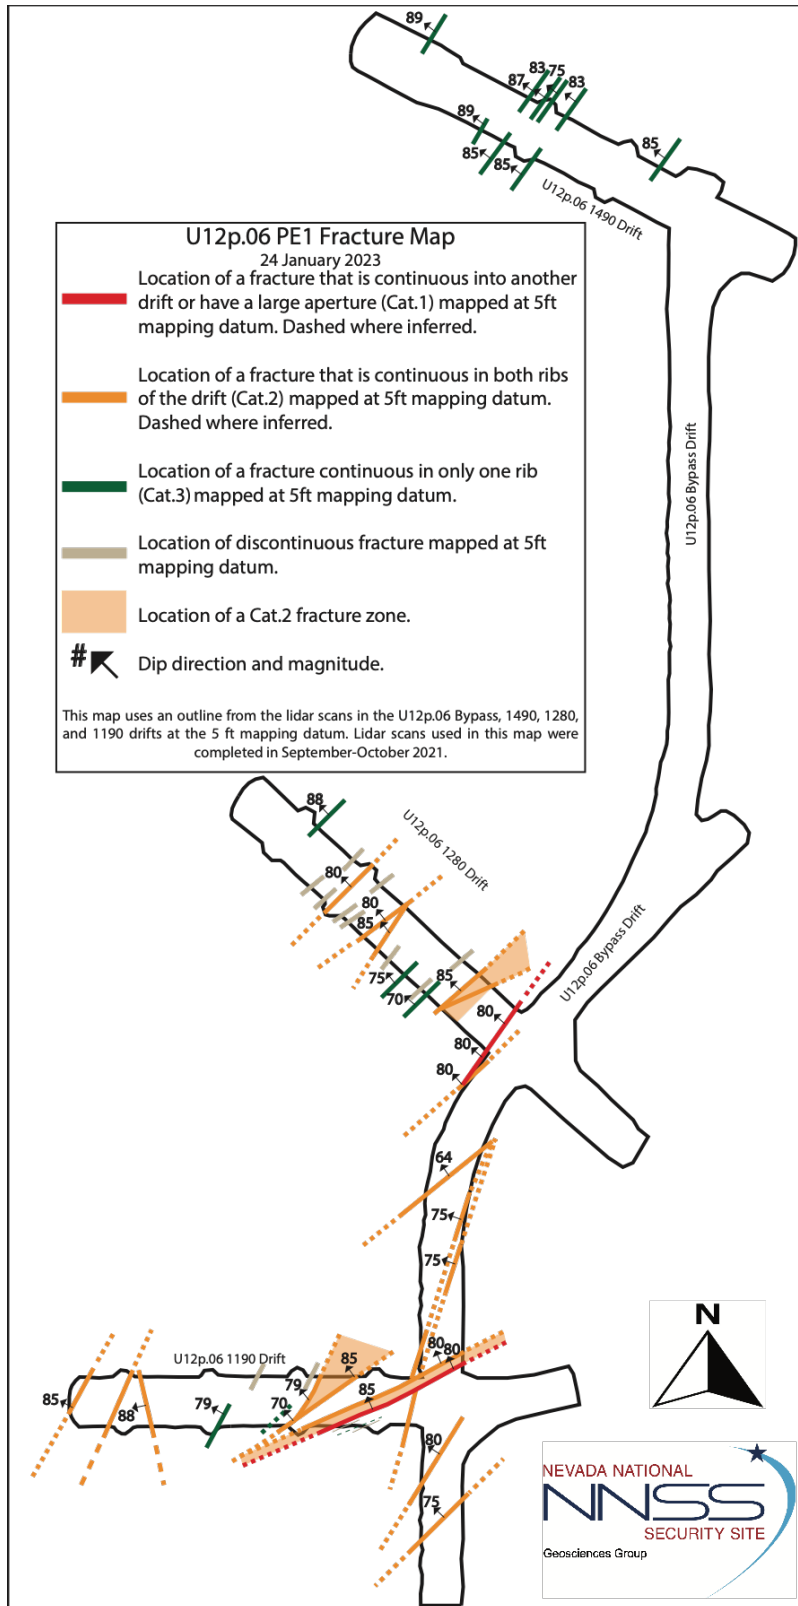 89
83
75
87
83
89
85
85
85
U12p.06 1490 Drift
U12p.06 PE1 Fracture Map
24 January 2023
Location of a fracture that is continuous into another
drift or have a large aperture (Cat.1) mapped at 5ft
mapping datum. Dashed where inferred.
Location of a fracture that is continuous in both ribs
of the drift (Cat.2) mapped at 5ft mapping datum.
Dashed where inferred.
Location of a fracture continuous in only one rib
(Cat.3) mapped at 5ft mapping datum.
Location of discontinuous fracture mapped at 5ft
mapping datum.
Location of a Cat.2 fracture zone.
# Dip direction and magnitude.
This map uses an outline from the lidar scans in the U12p.06 Bypass, 1490, 1280,
and 1190 drifts at the 5 ft mapping datum. Lidar scans used in this map were
completed in September-October 2021.
U12p.06 Bypass Drift
88
U12p.06 1280 Drift
80
80
85
75
85
70
80
80
80
U12p.06 Bypass Drift
64
75
75
80
80
U12p.06 1190 Drift
85
79
85
85
79
70
88
80
75
N
NEVADA NATIONAL
NNSS
SECURITY SITE
Geosciences Group